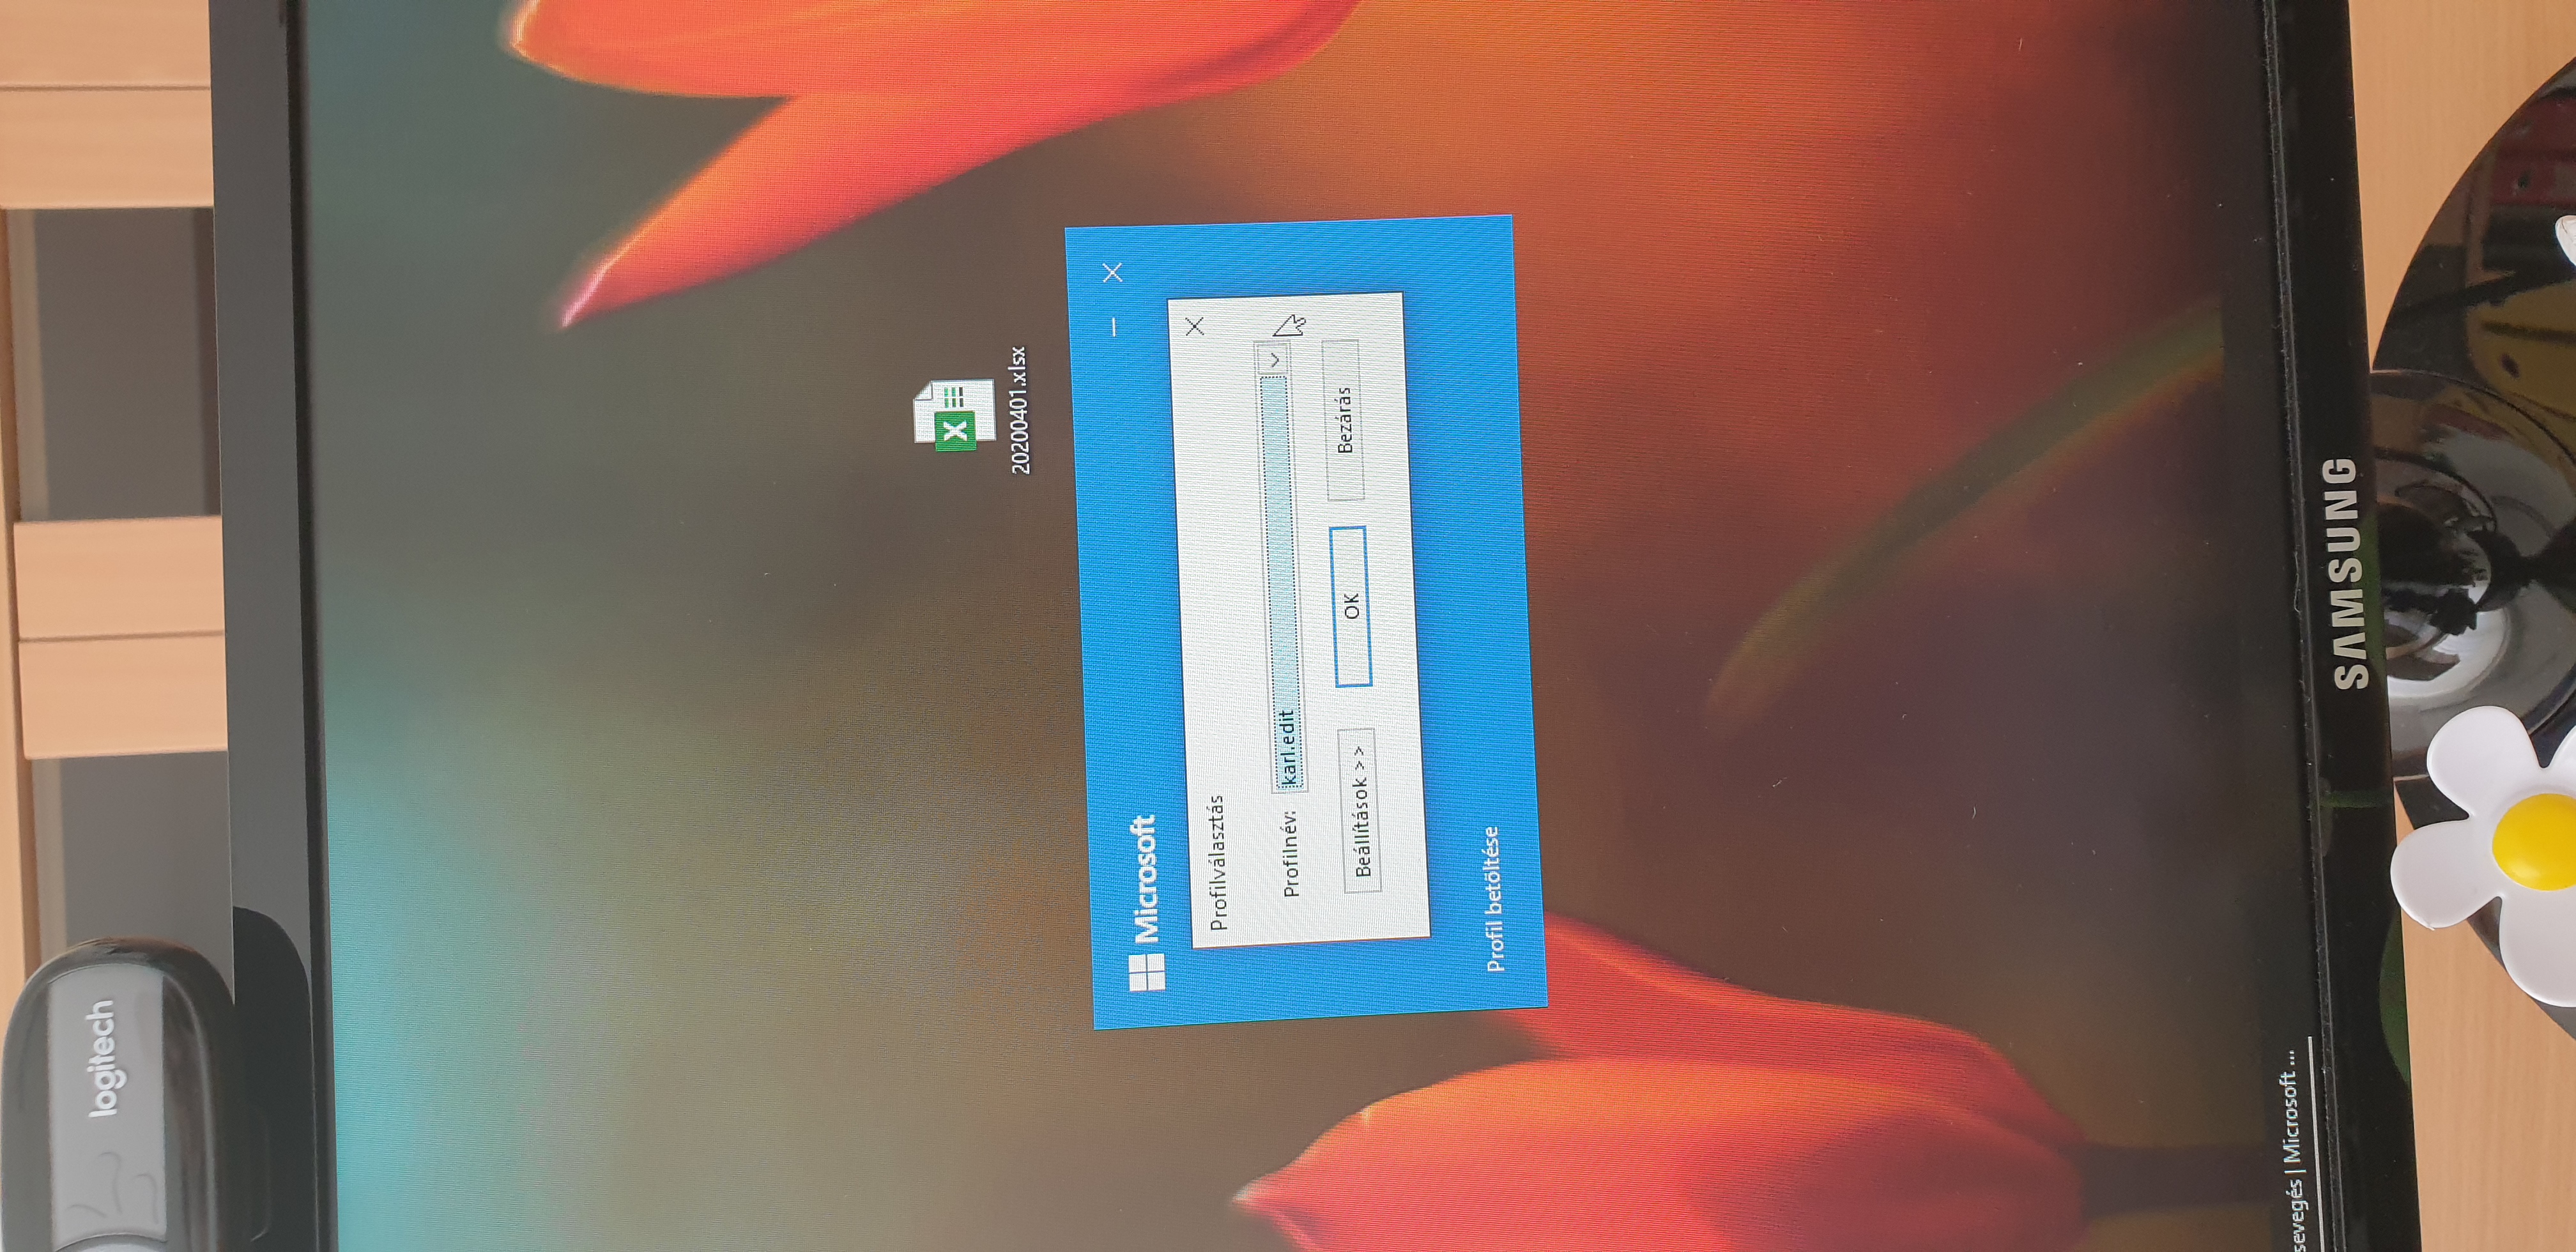 logitech
20200401.xlsx
Microsoft
Profilválasztás
Profilnév:
karl.edit
Beállítások >>
OK
Bezárás
Profil betöltése
sevegés | Microsoft ...
SAMSUNG